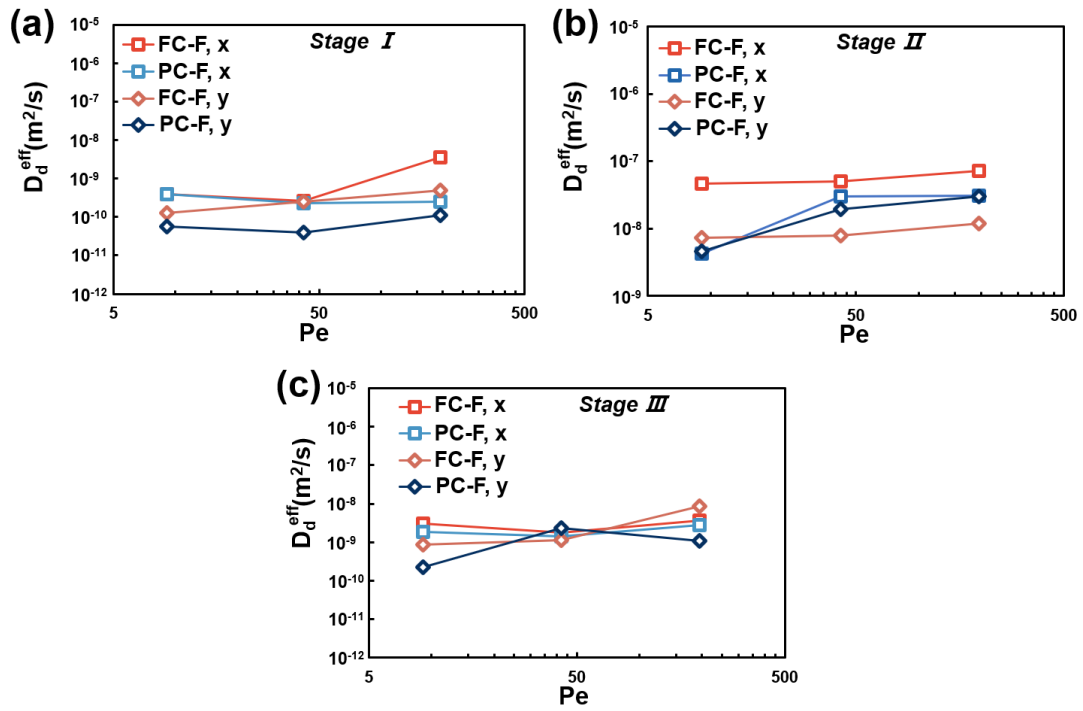 (a)
Stage Ⅰ
FC-F, x
PC-F, x
FC-F, y
PC-F, y
D_d^eff(m²/s)
10⁻⁵
10⁻⁶
10⁻⁷
10⁻⁸
10⁻⁹
10⁻¹⁰
10⁻¹¹
10⁻¹²
5 50 500
Pe
(b)
Stage Ⅱ
FC-F, x
PC-F, x
FC-F, y
PC-F, y
D_d^eff(m²/s)
10⁻⁵
10⁻⁶
10⁻⁷
10⁻⁸
10⁻⁹
5 50 500
Pe
(c)
Stage Ⅲ
FC-F, x
PC-F, x
FC-F, y
PC-F, y
D_d^eff(m²/s)
10⁻⁵
10⁻⁶
10⁻⁷
10⁻⁸
10⁻⁹
10⁻¹⁰
10⁻¹¹
10⁻¹²
5 50 500
Pe